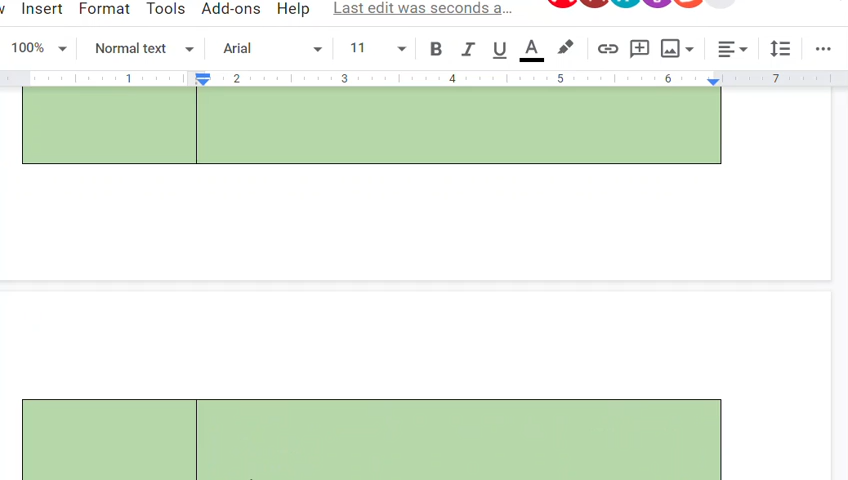 Insert Format Tools Add-ons Help Last edit was seconds a...
100% Normal text Arial 11 B I U A
1 2 3 4 5 6 7